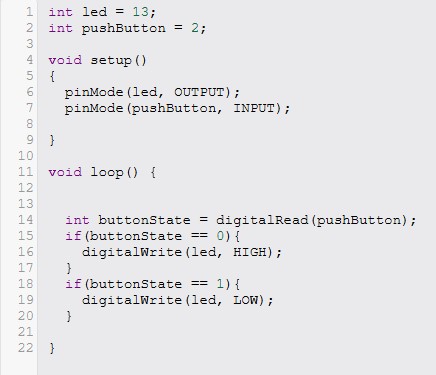 1 int led = 13;
2 int pushButton = 2;
3
4 void setup()
5 {
6   pinMode(led, OUTPUT);
7   pinMode(pushButton, INPUT);
8
9 }
10
11 void loop() {
12
13
14   int buttonState = digitalRead(pushButton);
15   if(buttonState == 0){
16     digitalWrite(led, HIGH);
17   }
18   if(buttonState == 1){
19     digitalWrite(led, LOW);
20   }
21
22 }